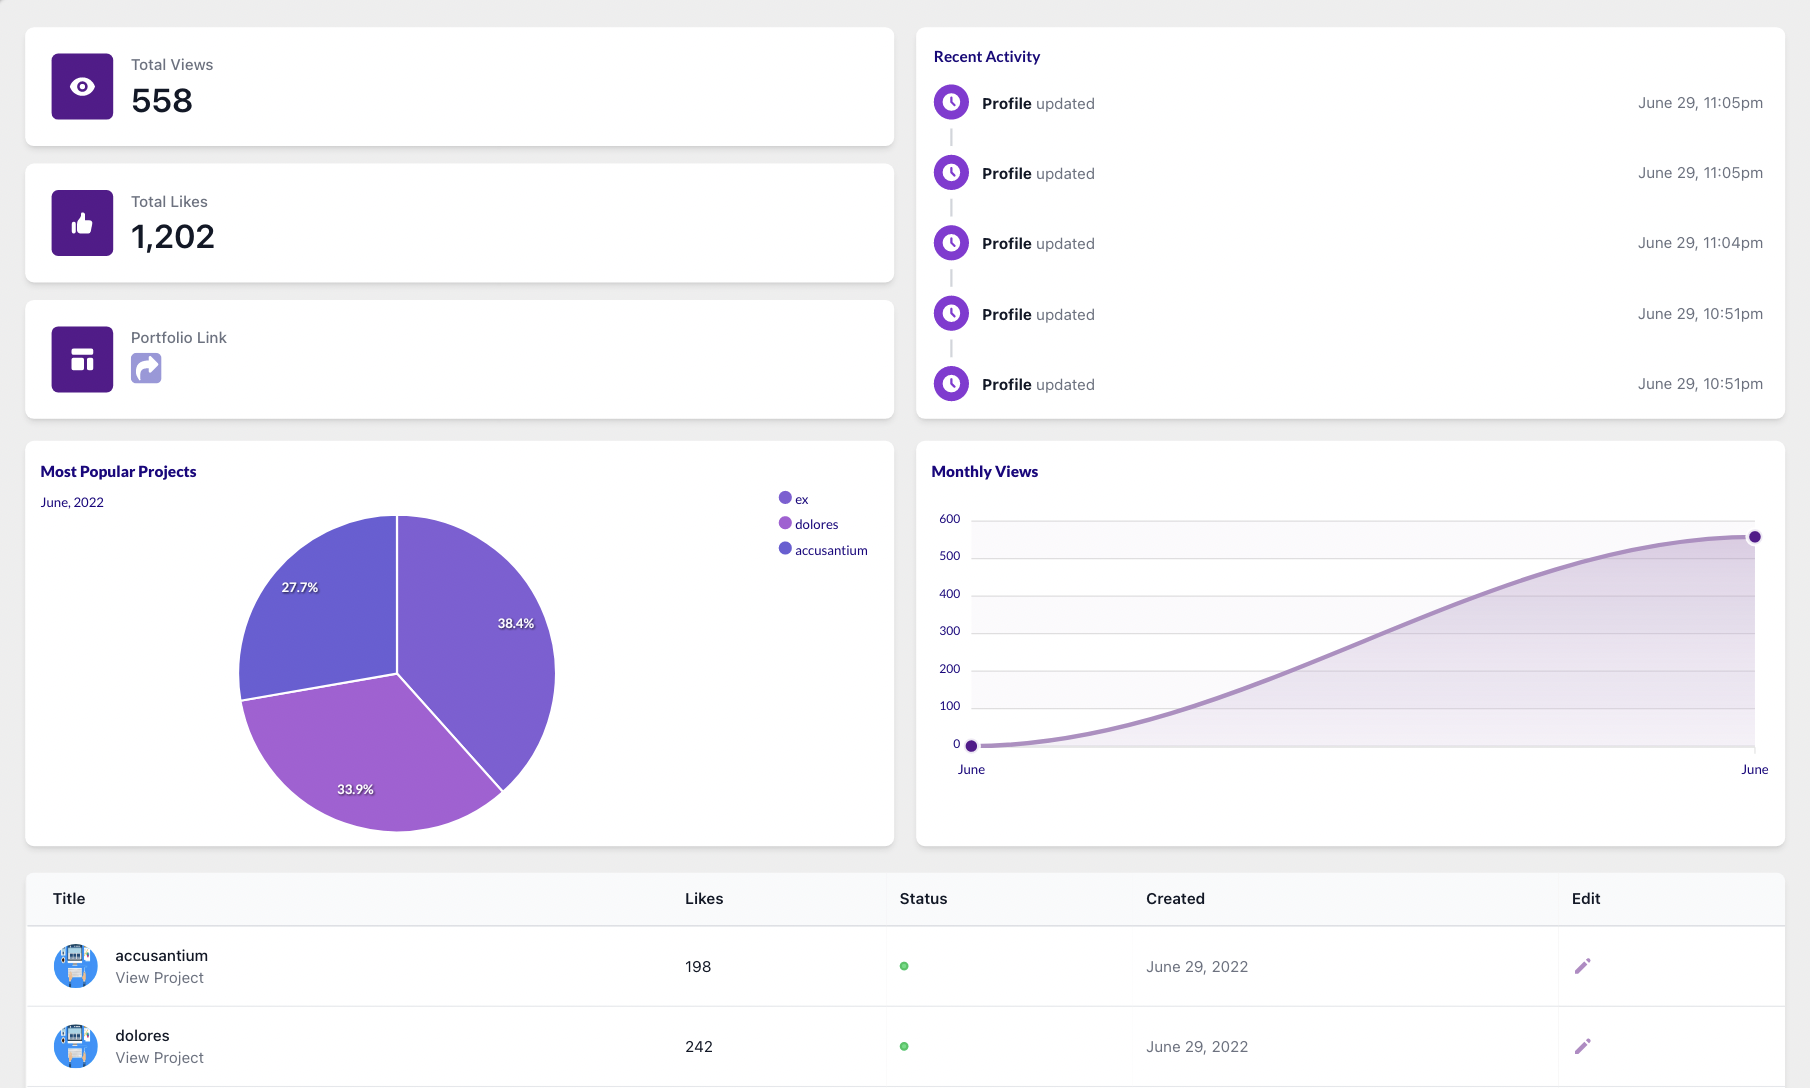 Total Views
558
Total Likes
1,202
Portfolio Link
Recent Activity
Profile updated June 29, 11:05pm
Profile updated June 29, 11:05pm
Profile updated June 29, 11:04pm
Profile updated June 29, 10:51pm
Profile updated June 29, 10:51pm
Most Popular Projects
June, 2022
ex
dolores
accusantium
27.7%
38.4%
33.9%
Monthly Views
600
500
400
300
200
100
0
June June
Title Likes Status Created Edit
accusantium
View Project
198 June 29, 2022
dolores
View Project
242 June 29, 2022